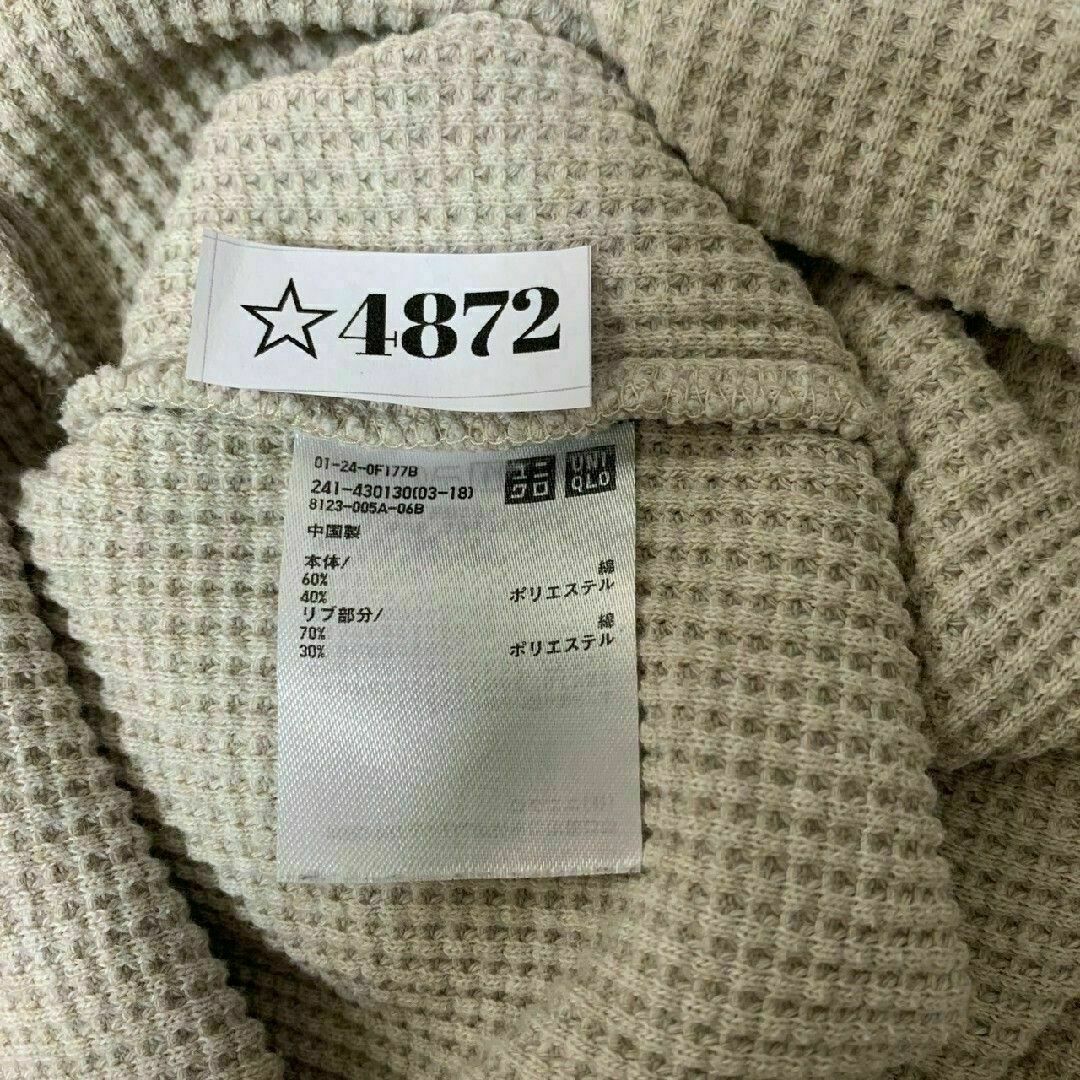 ☆4872
01-24-0F177B
241-430130(03-18)
8123-005A-06B
ユニクロ
UNIQLO
中国製
本体/
綿
60%
ポリエステル
40%
リブ部分/
綿
70%
ポリエステル
30%